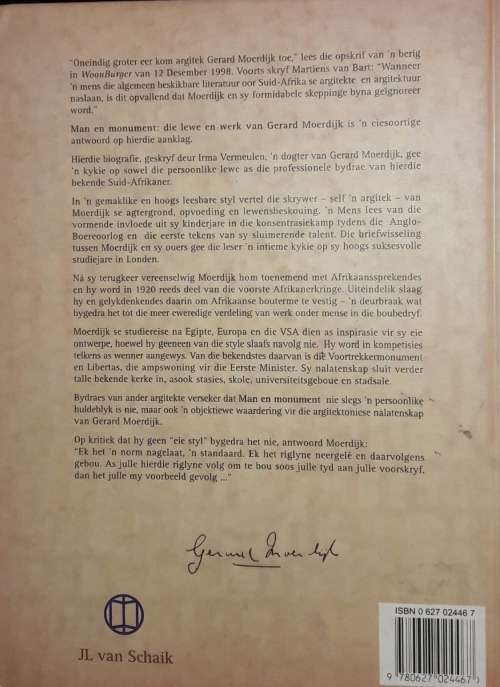 "Oneindig groter eer kom argitek Gerard Moerdijk toe," lees die opskrif van 'n berig
in WoonBurger van 12 Desember 1998. Voorts skryf Martiens van Bart: "Wanneer
'n mens die algemeen beskikbare literatuur oor Suid-Afrika se argitekte en argitektuur
naslaan, is dit opvallend dat Moerdijk en sy formidabele skeppinge byna geïgnoreer
word."
Man en monument: die lewe en werk van Gerard Moerdijk is 'n ciesoortige
antwoord op hierdie aanklag.
Hierdie biografie, geskryf deur Irma Vermeulen, 'n dogter van Gerard Moerdijk, gee
'n kykie op sowel die persoonlike lewe as die professionele bydrae van hierdie
bekende Suid-Afrikaner.
In 'n gemaklike en hoogs leesbare styl vertel die skrywer – self 'n argitek – van
Moerdijk se agtergrond, opvoeding en lewensbeskouing. 'n Mens lees van die
vormende invloede uit sy kinderjare in die konsentrasiekamp tydens die Anglo-
Boereoorlog en die eerste tekens van sy sluimerende talent. Die briefwisseling
tussen Moerdijk en sy ouers gee die leser 'n intieme kykie op sy hoogs suksesvolle
studiejare in Londen.
Ná sy terugkeer vereenselwig Moerdijk hom toenemend met Afrikaanssprekendes
en hy word in 1920 reeds deel van die voorste Afrikanerkringe. Uiteindelik slaag
hy en gelykdenkendes daarin om Afrikaanse bouterme te vestig – 'n deurbraak wat
bygedra het tot die meer eweredige verdeling van werk onder mense in die boubedryf.
Moerdijk se studiereise na Egipte, Europa en die VSA dien as inspirasie vir sy eie
ontwerpe, hoewel hy geeneen van die style slaafs navolg nie. Hy word in kompetisies
telkens as wenner aangewys. Van die bekendstes daarvan is die Voortrekkermonument
en Libertas, die ampswoning vir die Eerste Minister. Sy nalatenskap sluit verder
talle bekende kerke in, asook stasies, skole, universiteitsgeboue en stadsale.
Bydraes van ander argitekte verseker dat Man en monument nie slegs 'n persoonlike
huldeblyk is nie, maar ook 'n objektiewe waardering vir die argitektoniese nalatenskap
van Gerard Moerdijk.
Op kritiek dat hy geen "eie styl" bygedra het nie, antwoord Moerdijk:
"Ek het 'n norm nagelaat, 'n standaard. Ek het riglyne neergelê en daarvolgens
gebou. As julle hierdie riglyne volg om te bou soos julle tyd aan julle voorskryf,
dan het julle my voorbeeld gevolg ..."
Gerard Moerdijk
JL van Schaik
ISBN 0 627 02446 7
9 780627 024467